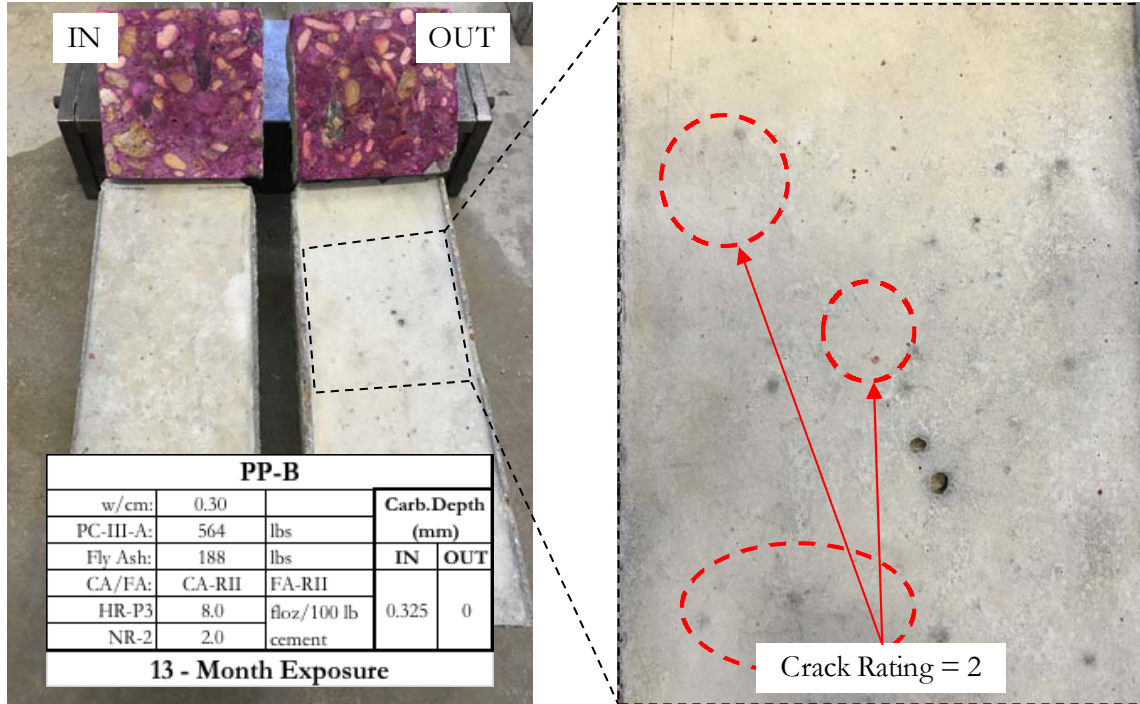 IN
OUT
PP-B
w/cm: 0.30 Carb.Depth (mm)
PC-III-A: 564 lbs
Fly Ash: 188 lbs IN OUT
CA/FA: CA-RII FA-RII 0.325 0
HR-P3 8.0 floz/100 lb cement
NR-2 2.0
13 - Month Exposure
Crack Rating = 2